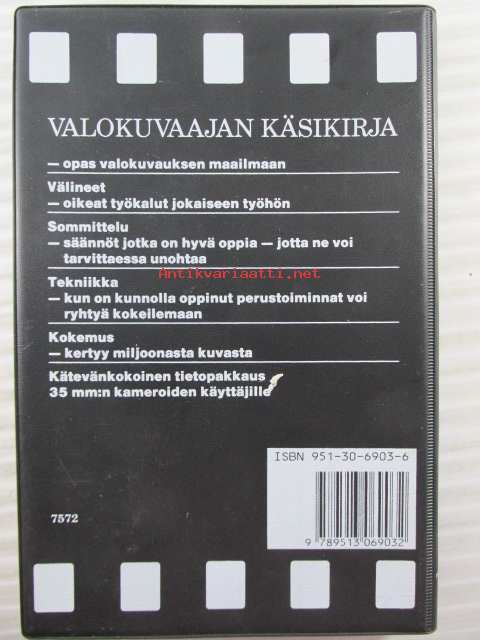 VALOKUVAAJAN KÄSIKIRJA
— opas valokuvauksen maailmaan
Välineet
— oikeat työkalut jokaiseen työhön
Sommittelu
— säännöt jotka on hyvä oppia — jotta ne voi
tarvittaessa unohtaa
Antikvariaatti.net
Tekniikka
— kun on kunnolla oppinut perustoiminnat voi
ryhtyä kokeilemaan
Kokemus
— kertyy miljoonasta kuvasta
Kätevänkokoinen tietopakkaus
35 mm:n kameroiden käyttäjille
ISBN 951-30-6903-6
7572
9 789513 069032